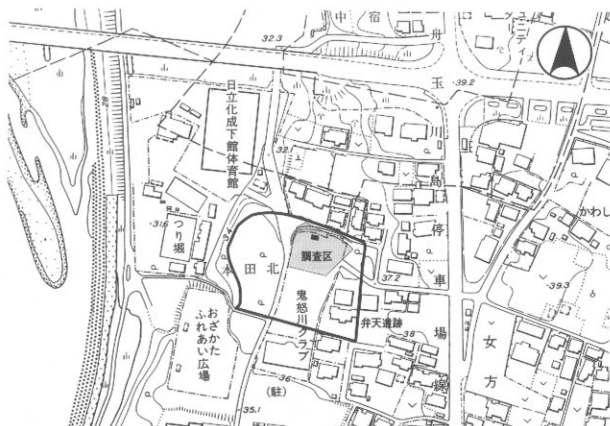 中宿
舟
玉
32.3
39.2
日立化成下館体育館
32.1
高
停
車
場
線
かわし
31.6
つり堀
本田北
調査区
37.2
39.3
鬼怒川クラブ
弁天遺跡
38
おざかた
ふれあい広場
女方
36
(駐)
35.1